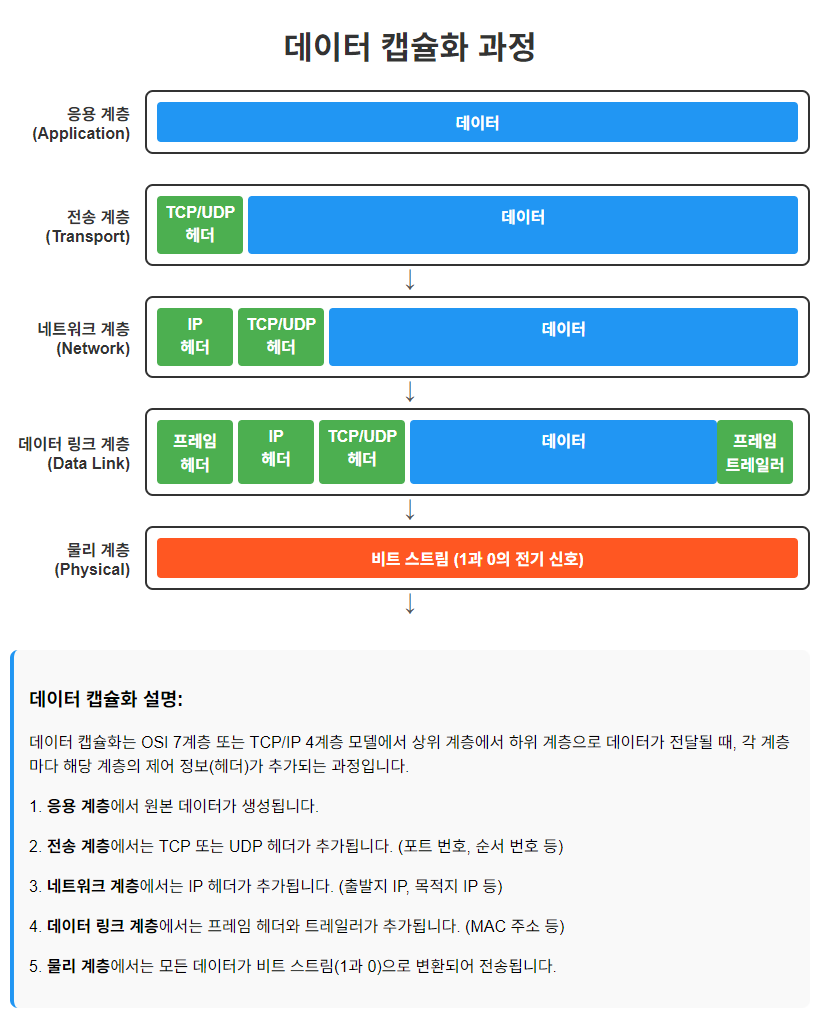 데이터 캡슐화 과정
응용 계층
(Application)
데이터
전송 계층
(Transport)
TCP/UDP
헤더
데이터
↓
네트워크 계층
(Network)
IP
헤더
TCP/UDP
헤더
데이터
↓
데이터 링크 계층
(Data Link)
프레임
헤더
IP
헤더
TCP/UDP
헤더
데이터
프레임
트레일러
↓
물리 계층
(Physical)
비트 스트림 (1과 0의 전기 신호)
↓
데이터 캡슐화 설명:
데이터 캡슐화는 OSI 7계층 또는 TCP/IP 4계층 모델에서 상위 계층에서 하위 계층으로 데이터가 전달될 때, 각 계층
마다 해당 계층의 제어 정보(헤더)가 추가되는 과정입니다.
1. 응용 계층에서 원본 데이터가 생성됩니다.
2. 전송 계층에서는 TCP 또는 UDP 헤더가 추가됩니다. (포트 번호, 순서 번호 등)
3. 네트워크 계층에서는 IP 헤더가 추가됩니다. (출발지 IP, 목적지 IP 등)
4. 데이터 링크 계층에서는 프레임 헤더와 트레일러가 추가됩니다. (MAC 주소 등)
5. 물리 계층에서는 모든 데이터가 비트 스트림(1과 0)으로 변환되어 전송됩니다.